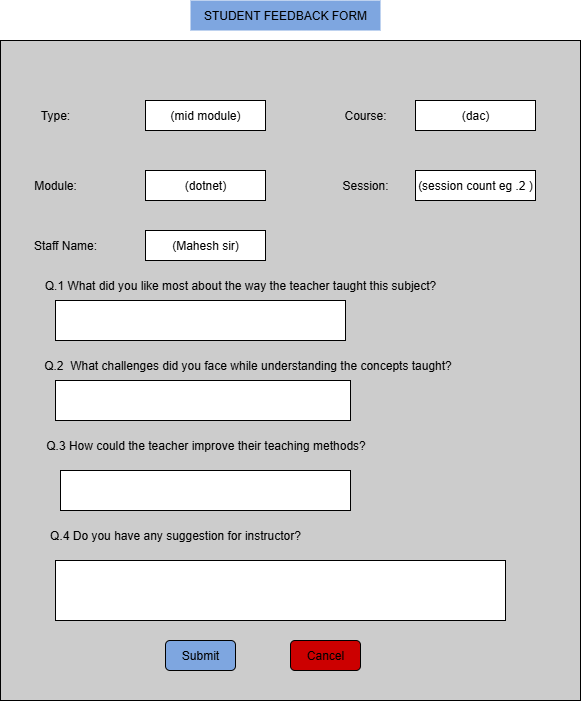 STUDENT FEEDBACK FORM
Type: (mid module) Course: (dac)
Module: (dotnet) Session: (session count eg .2 )
Staff Name: (Mahesh sir)
Q.1 What did you like most about the way the teacher taught this subject?
Q.2  What challenges did you face while understanding the concepts taught?
Q.3 How could the teacher improve their teaching methods?
Q.4 Do you have any suggestion for instructor?
Submit Cancel